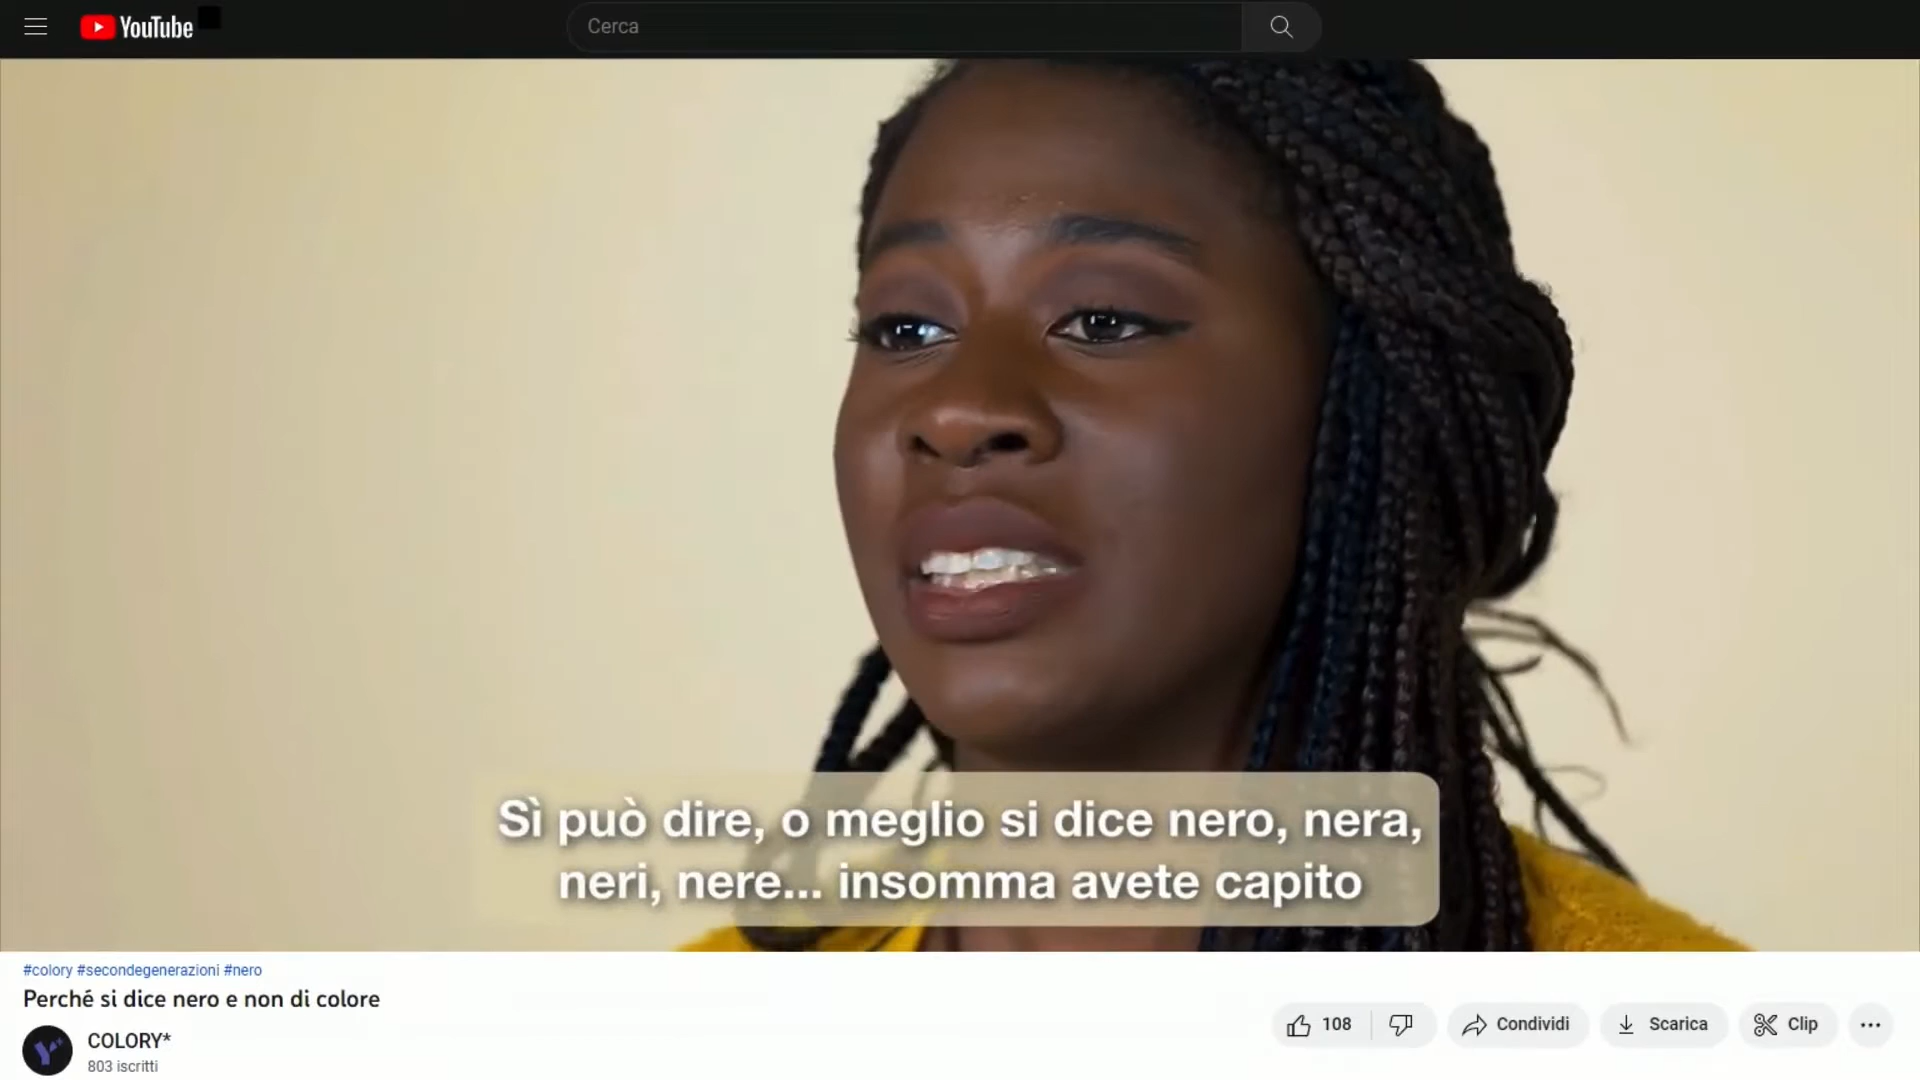 YouTube
Cerca
Sì può dire, o meglio si dice nero, nera,
neri, nere... insomma avete capito
#colory #secondegenerazioni #nero
Perché si dice nero e non di colore
COLORY*
803 iscritti
108
Condividi
Scarica
Clip